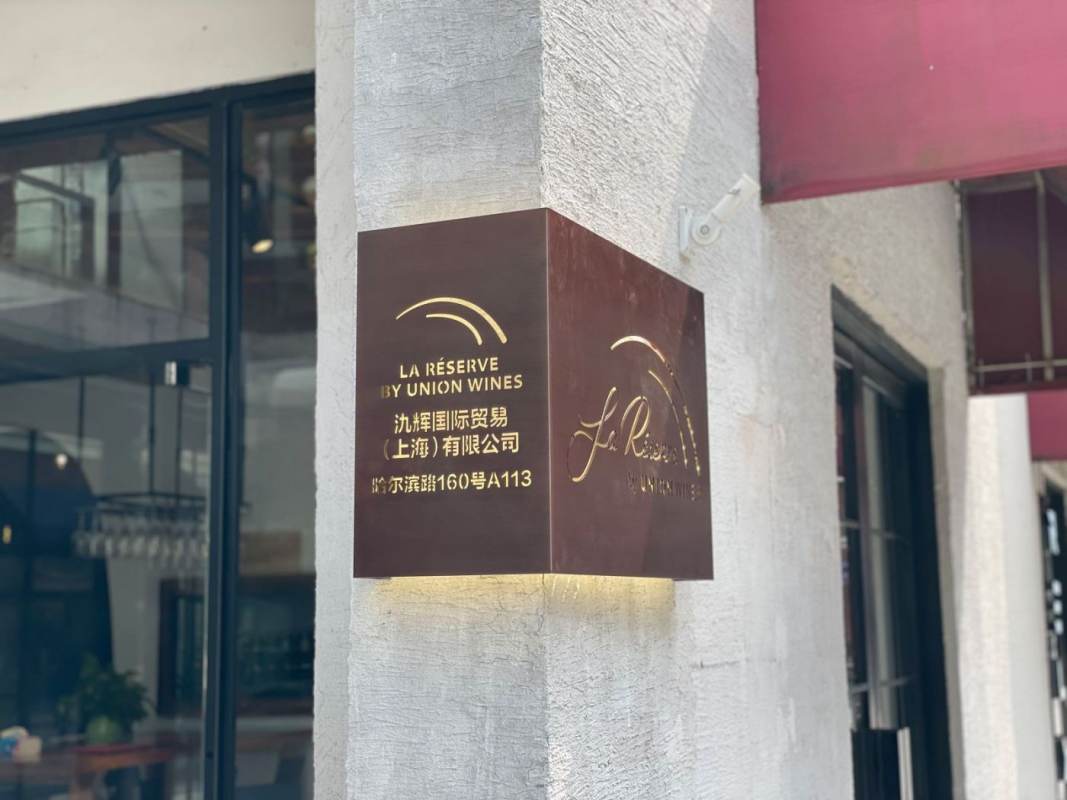 LA RÉSERVE
BY UNION WINES
氿辉国际贸易
(上海)有限公司
哈尔滨路160号A113
La Réserve
BY UNION WINES